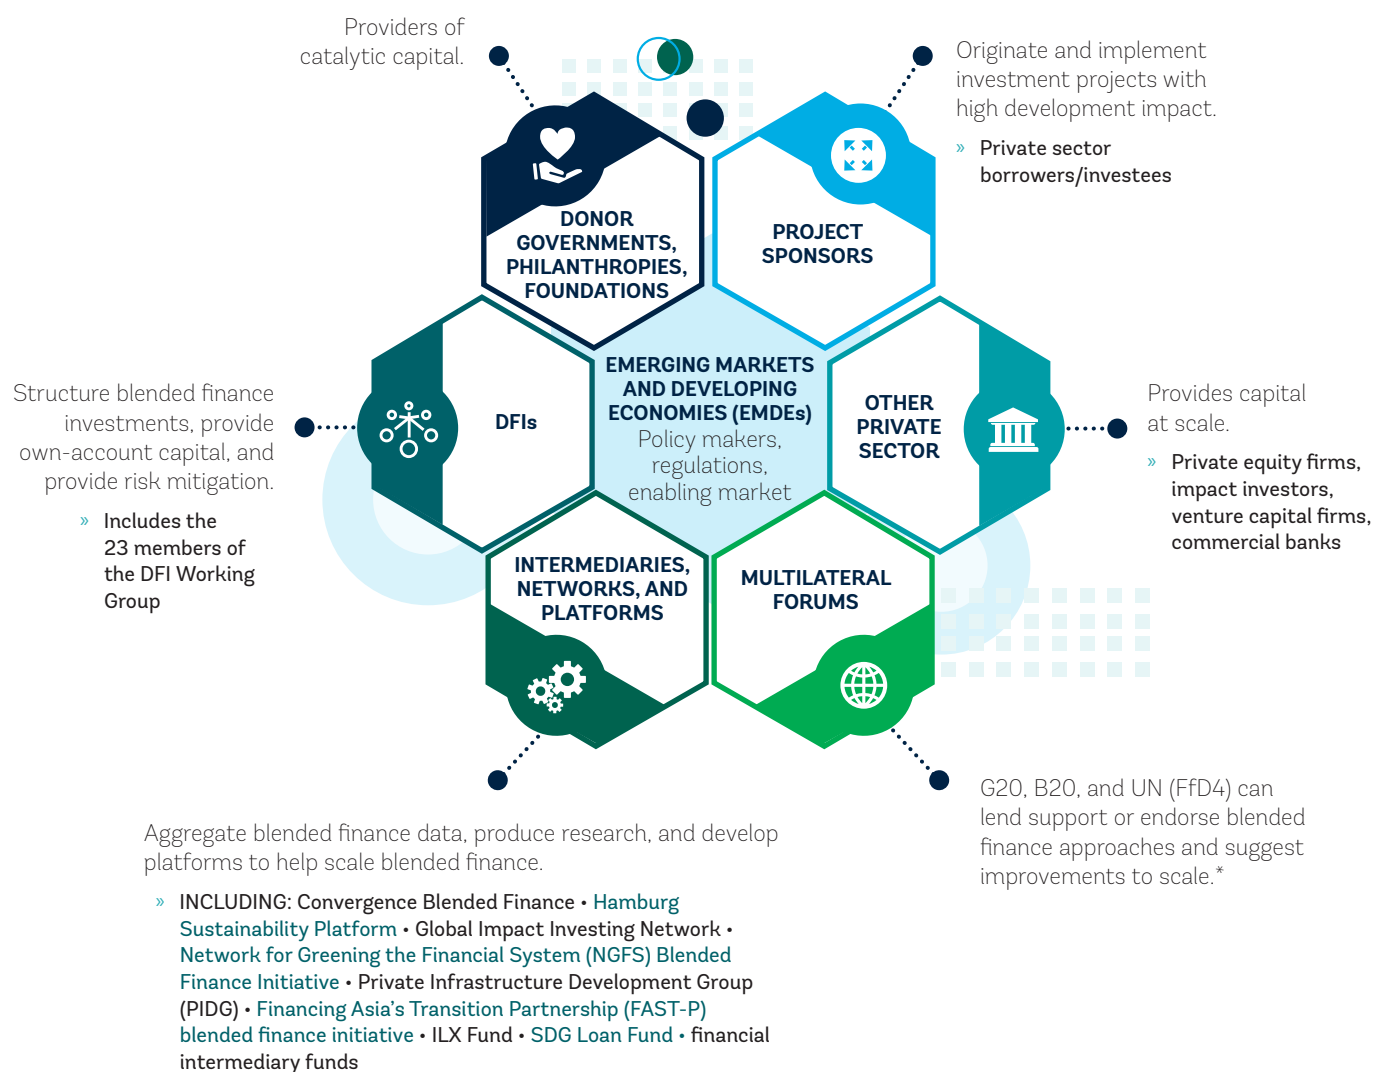 Providers of
catalytic capital.
Originate and implement
investment projects with
high development impact.
» Private sector
borrowers/investees
DONOR
GOVERNMENTS,
PHILANTHROPIES,
FOUNDATIONS
PROJECT
SPONSORS
Structure blended finance
investments, provide
own-account capital, and
provide risk mitigation.
» Includes the
23 members of
the DFI Working
Group
DFIs
EMERGING MARKETS
AND DEVELOPING
ECONOMIES (EMDEs)
Policy makers,
regulations,
enabling market
OTHER
PRIVATE
SECTOR
Provides capital
at scale.
» Private equity firms,
impact investors,
venture capital firms,
commercial banks
INTERMEDIARIES,
NETWORKS, AND
PLATFORMS
MULTILATERAL
FORUMS
Aggregate blended finance data, produce research, and develop
platforms to help scale blended finance.
» INCLUDING: Convergence Blended Finance • Hamburg
Sustainability Platform • Global Impact Investing Network •
Network for Greening the Financial System (NGFS) Blended
Finance Initiative • Private Infrastructure Development Group
(PIDG) • Financing Asia’s Transition Partnership (FAST-P)
blended finance initiative • ILX Fund • SDG Loan Fund • financial
intermediary funds
G20, B20, and UN (FfD4) can
lend support or endorse blended
finance approaches and suggest
improvements to scale.*